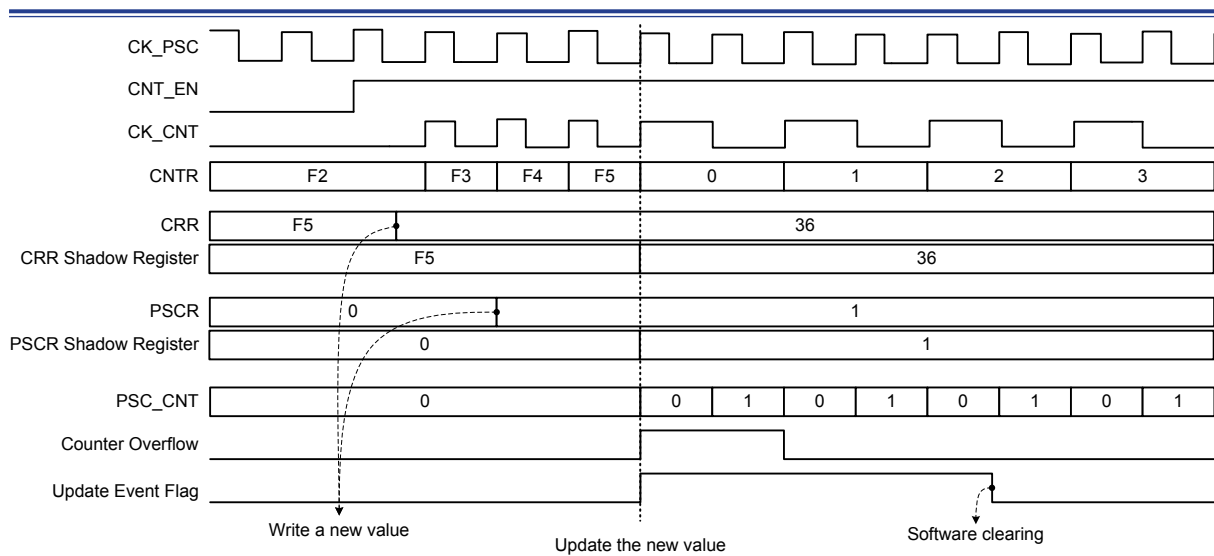 CK_PSC
CNT_EN
CK_CNT
CNTR F2 F3 F4 F5 0 1 2 3
CRR F5 36
CRR Shadow Register F5 36
PSCR 0 1
PSCR Shadow Register 0 1
PSC_CNT 0 0 1 0 1 0 1 0 1
Counter Overflow
Update Event Flag
Write a new value
Update the new value
Software clearing